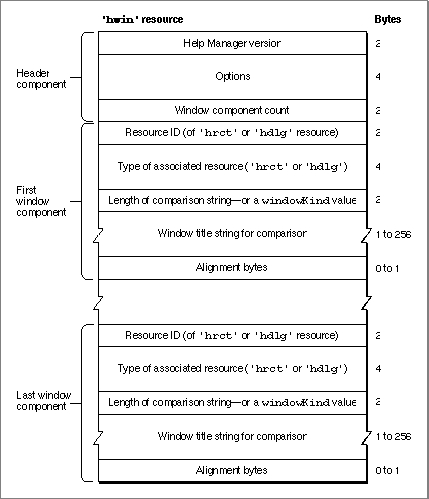 'hwin' resource Bytes
Help Manager version 2
Header component
Options 4
Window component count 2
Resource ID (of 'hrct' or 'hdlg' resource) 2
Type of associated resource ('hrct' or 'hdlg') 4
First window component
Length of comparison string—or a windowKind value 2
Window title string for comparison 1 to 256
Alignment bytes 0 to 1
Resource ID (of 'hrct' or 'hdlg' resource) 2
Type of associated resource ('hrct' or 'hdlg') 4
Last window component
Length of comparison string—or a windowKind value 2
Window title string for comparison 1 to 256
Alignment bytes 0 to 1